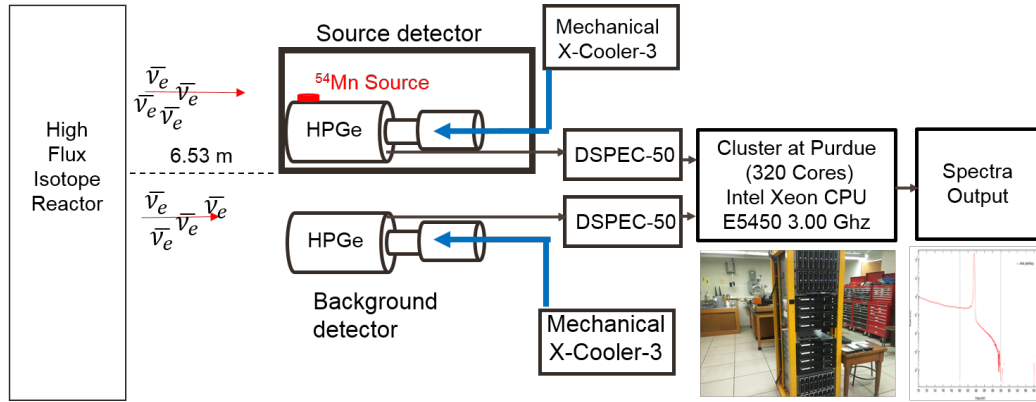 High
Flux
Isotope
Reactor
ν̅e
ν̅e ν̅e
ν̅e
6.53 m
ν̅e ν̅e
ν̅e ν̅e
Source detector
54Mn Source
HPGe
Mechanical
X-Cooler-3
DSPEC-50
DSPEC-50
HPGe
Background
detector
Mechanical
X-Cooler-3
Cluster at Purdue
(320 Cores)
Intel Xeon CPU
E5450 3.00 Ghz
Spectra
Output